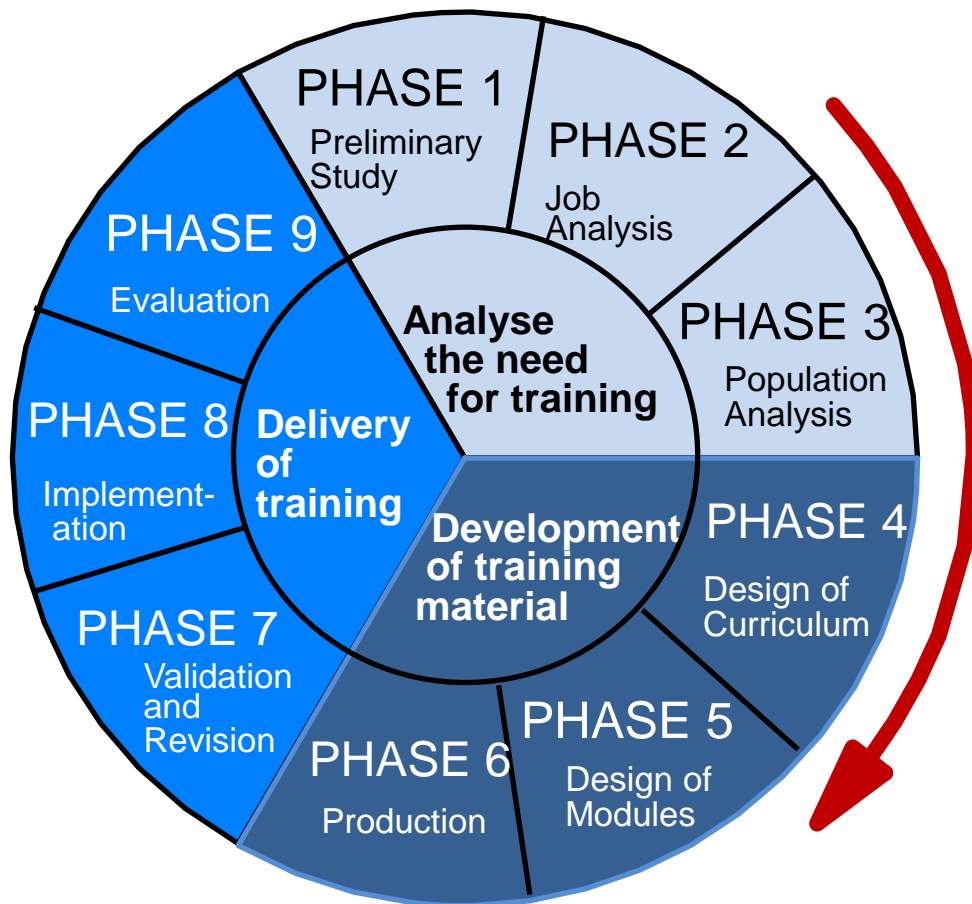 PHASE 1
Preliminary
Study
PHASE 2
Job
Analysis
PHASE 3
Population
Analysis
PHASE 4
Design of
Curriculum
PHASE 5
Design of
Modules
PHASE 6
Production
PHASE 7
Validation
and
Revision
PHASE 8
Implement-
ation
PHASE 9
Evaluation
Analyse
the need
for training
Development
of training
material
Delivery
of
training